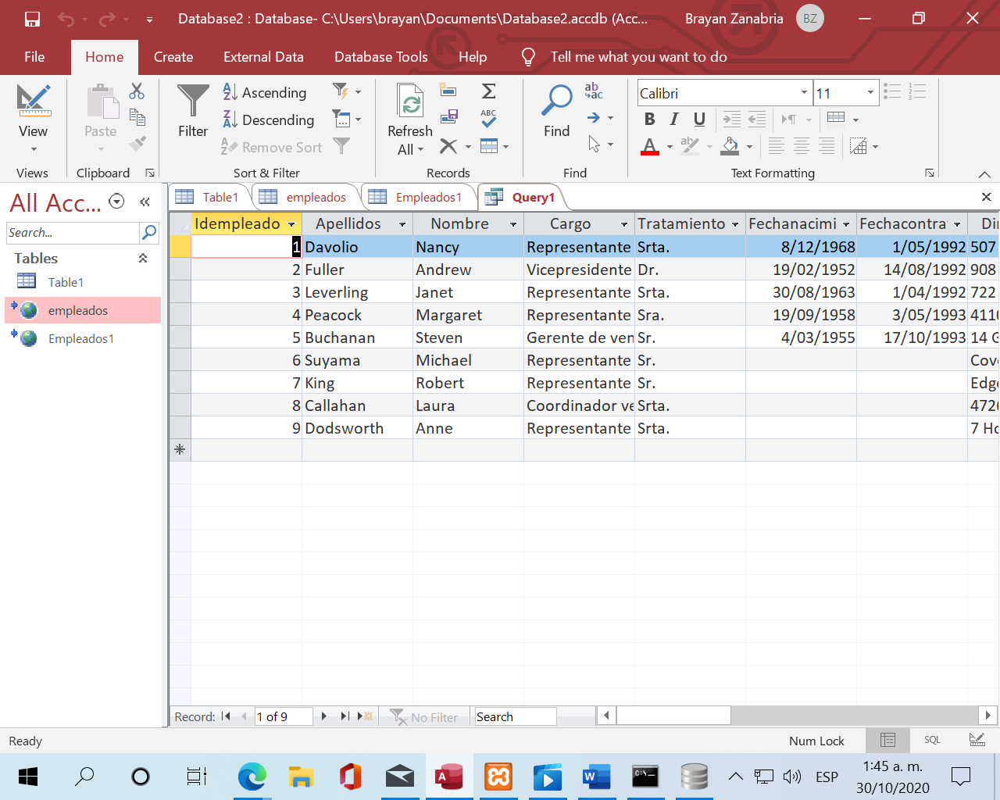 Database2 : Database- C:\Users\brayan\Documents\Database2.accdb (Acc...
Brayan Zanabria
BZ
File
Home
Create
External Data
Database Tools
Help
Tell me what you want to do
View
Views
Paste
Clipboard
Filter
Ascending
Descending
Remove Sort
Sort & Filter
Refresh All
ABC
Records
Find
Find
Calibri
11
B I U
Text Formatting
All Acc...
Search...
Tables
Table1
empleados
Empleados1
Table1
empleados
Empleados1
Query1
Idempleado Apellidos Nombre Cargo Tratamiento Fechanacimi Fechacontra Di
1 Davolio Nancy Representante Srta. 8/12/1968 1/05/1992 507
2 Fuller Andrew Vicepresidente Dr. 19/02/1952 14/08/1992 908
3 Leverling Janet Representante Srta. 30/08/1963 1/04/1992 722
4 Peacock Margaret Representante Sra. 19/09/1958 3/05/1993 4110
5 Buchanan Steven Gerente de ven Sr. 4/03/1955 17/10/1993 14 G
6 Suyama Michael Representante Sr. Cove
7 King Robert Representante Sr. Edge
8 Callahan Laura Coordinador ve Srta. 4726
9 Dodsworth Anne Representante Srta. 7 Ho
Record: 1 of 9 No Filter Search
Ready
Num Lock
SQL
ESP
1:45 a. m.
30/10/2020